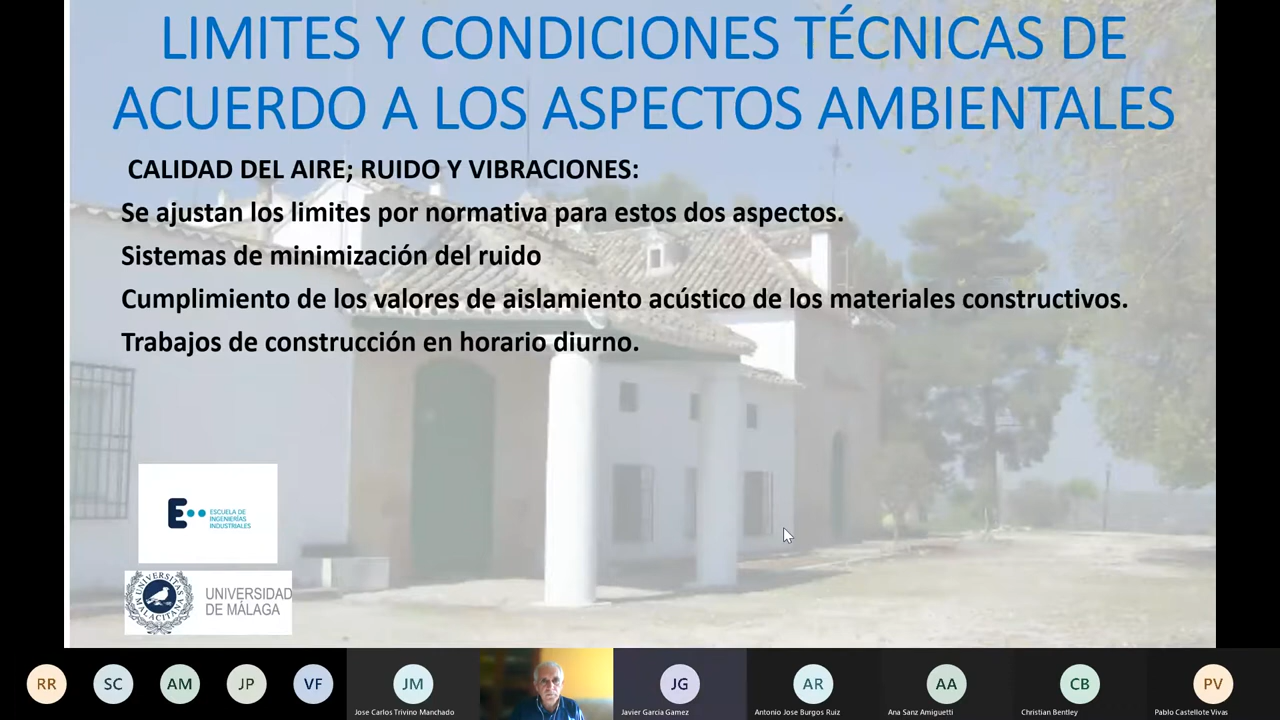 LIMITES Y CONDICIONES TÉCNICAS DE
ACUERDO A LOS ASPECTOS AMBIENTALES
CALIDAD DEL AIRE; RUIDO Y VIBRACIONES:
Se ajustan los limites por normativa para estos dos aspectos.
Sistemas de minimización del ruido
Cumplimiento de los valores de aislamiento acústico de los materiales constructivos.
Trabajos de construcción en horario diurno.
E
ESCUELA DE
INGENIERÍAS
INDUSTRIALES
UNIVERSITAS MALACITANA
UNIVERSIDAD
DE MÁLAGA
RR SC AM JP VF JM JG AR AA CB PV
Jose Carlos Trivino Manchado Javier Garcia Gamez Antonio Jose Burgos Ruiz Ana Sanz Amiguetti Christian Bentley Pablo Castellote Vivas